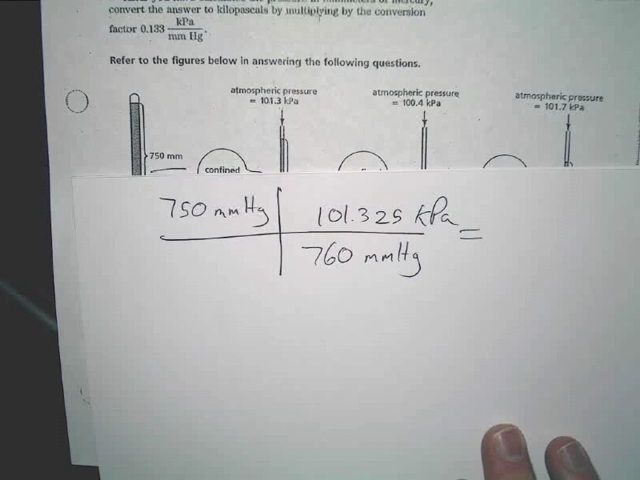 convert the answer to kilopascals by multiplying by the conversion
factor 0.133 kPa
mm Hg.
Refer to the figures below in answering the following questions.
atmospheric pressure
= 101.3 kPa
atmospheric pressure
= 100.4 kPa
atmospheric pressure
= 101.7 kPa
750 mm
confined
750 mmHg 101.325 kPa =
760 mmHg